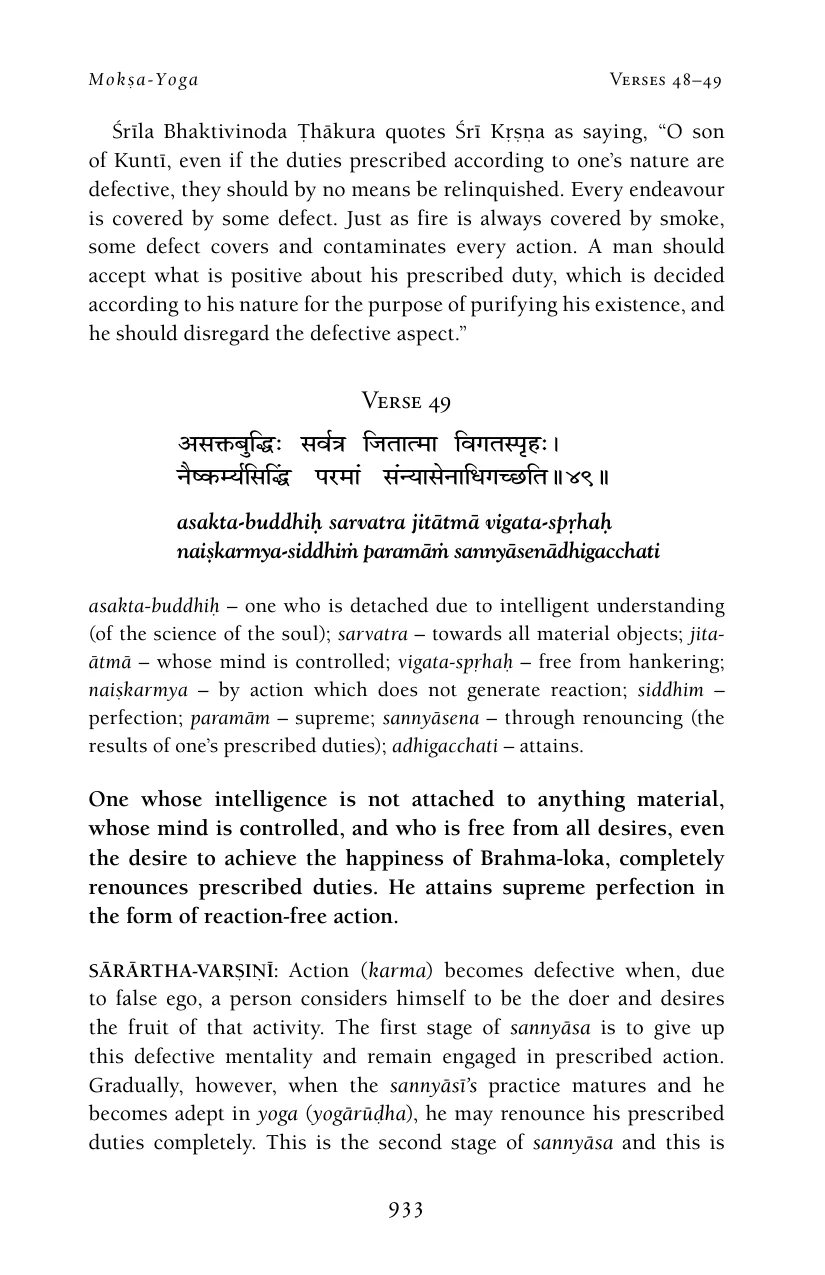 Mokṣa-Yoga Verses 48–49
Śrīla Bhaktivinoda Ṭhākura quotes Śrī Kṛṣṇa as saying, “O son
of Kuntī, even if the duties prescribed according to one’s nature are
defective, they should by no means be relinquished. Every endeavour
is covered by some defect. Just as fire is always covered by smoke,
some defect covers and contaminates every action. A man should
accept what is positive about his prescribed duty, which is decided
according to his nature for the purpose of purifying his existence, and
he should disregard the defective aspect.”
Verse 49
असक्तबुद्धिः सर्वत्र जितात्मा विगतस्पृहः।
नैष्कर्म्यसिद्धिं परमां संन्यासेनाधिगच्छति॥४९॥
asakta-buddhiḥ sarvatra jitātmā vigata-spṛhaḥ
naiṣkarmya-siddhiṁ paramāṁ sannyāsenādhigacchati
asakta-buddhiḥ – one who is detached due to intelligent understanding
(of the science of the soul); sarvatra – towards all material objects; jita-
ātmā – whose mind is controlled; vigata-spṛhaḥ – free from hankering;
naiṣkarmya – by action which does not generate reaction; siddhim –
perfection; paramām – supreme; sannyāsena – through renouncing (the
results of one’s prescribed duties); adhigacchati – attains.
One whose intelligence is not attached to anything material,
whose mind is controlled, and who is free from all desires, even
the desire to achieve the happiness of Brahma-loka, completely
renounces prescribed duties. He attains supreme perfection in
the form of reaction-free action.
SĀRĀRTHA-VARṢIṆĪ: Action (karma) becomes defective when, due
to false ego, a person considers himself to be the doer and desires
the fruit of that activity. The first stage of sannyāsa is to give up
this defective mentality and remain engaged in prescribed action.
Gradually, however, when the sannyāsī’s practice matures and he
becomes adept in yoga (yogārūḍha), he may renounce his prescribed
duties completely. This is the second stage of sannyāsa and this is
933